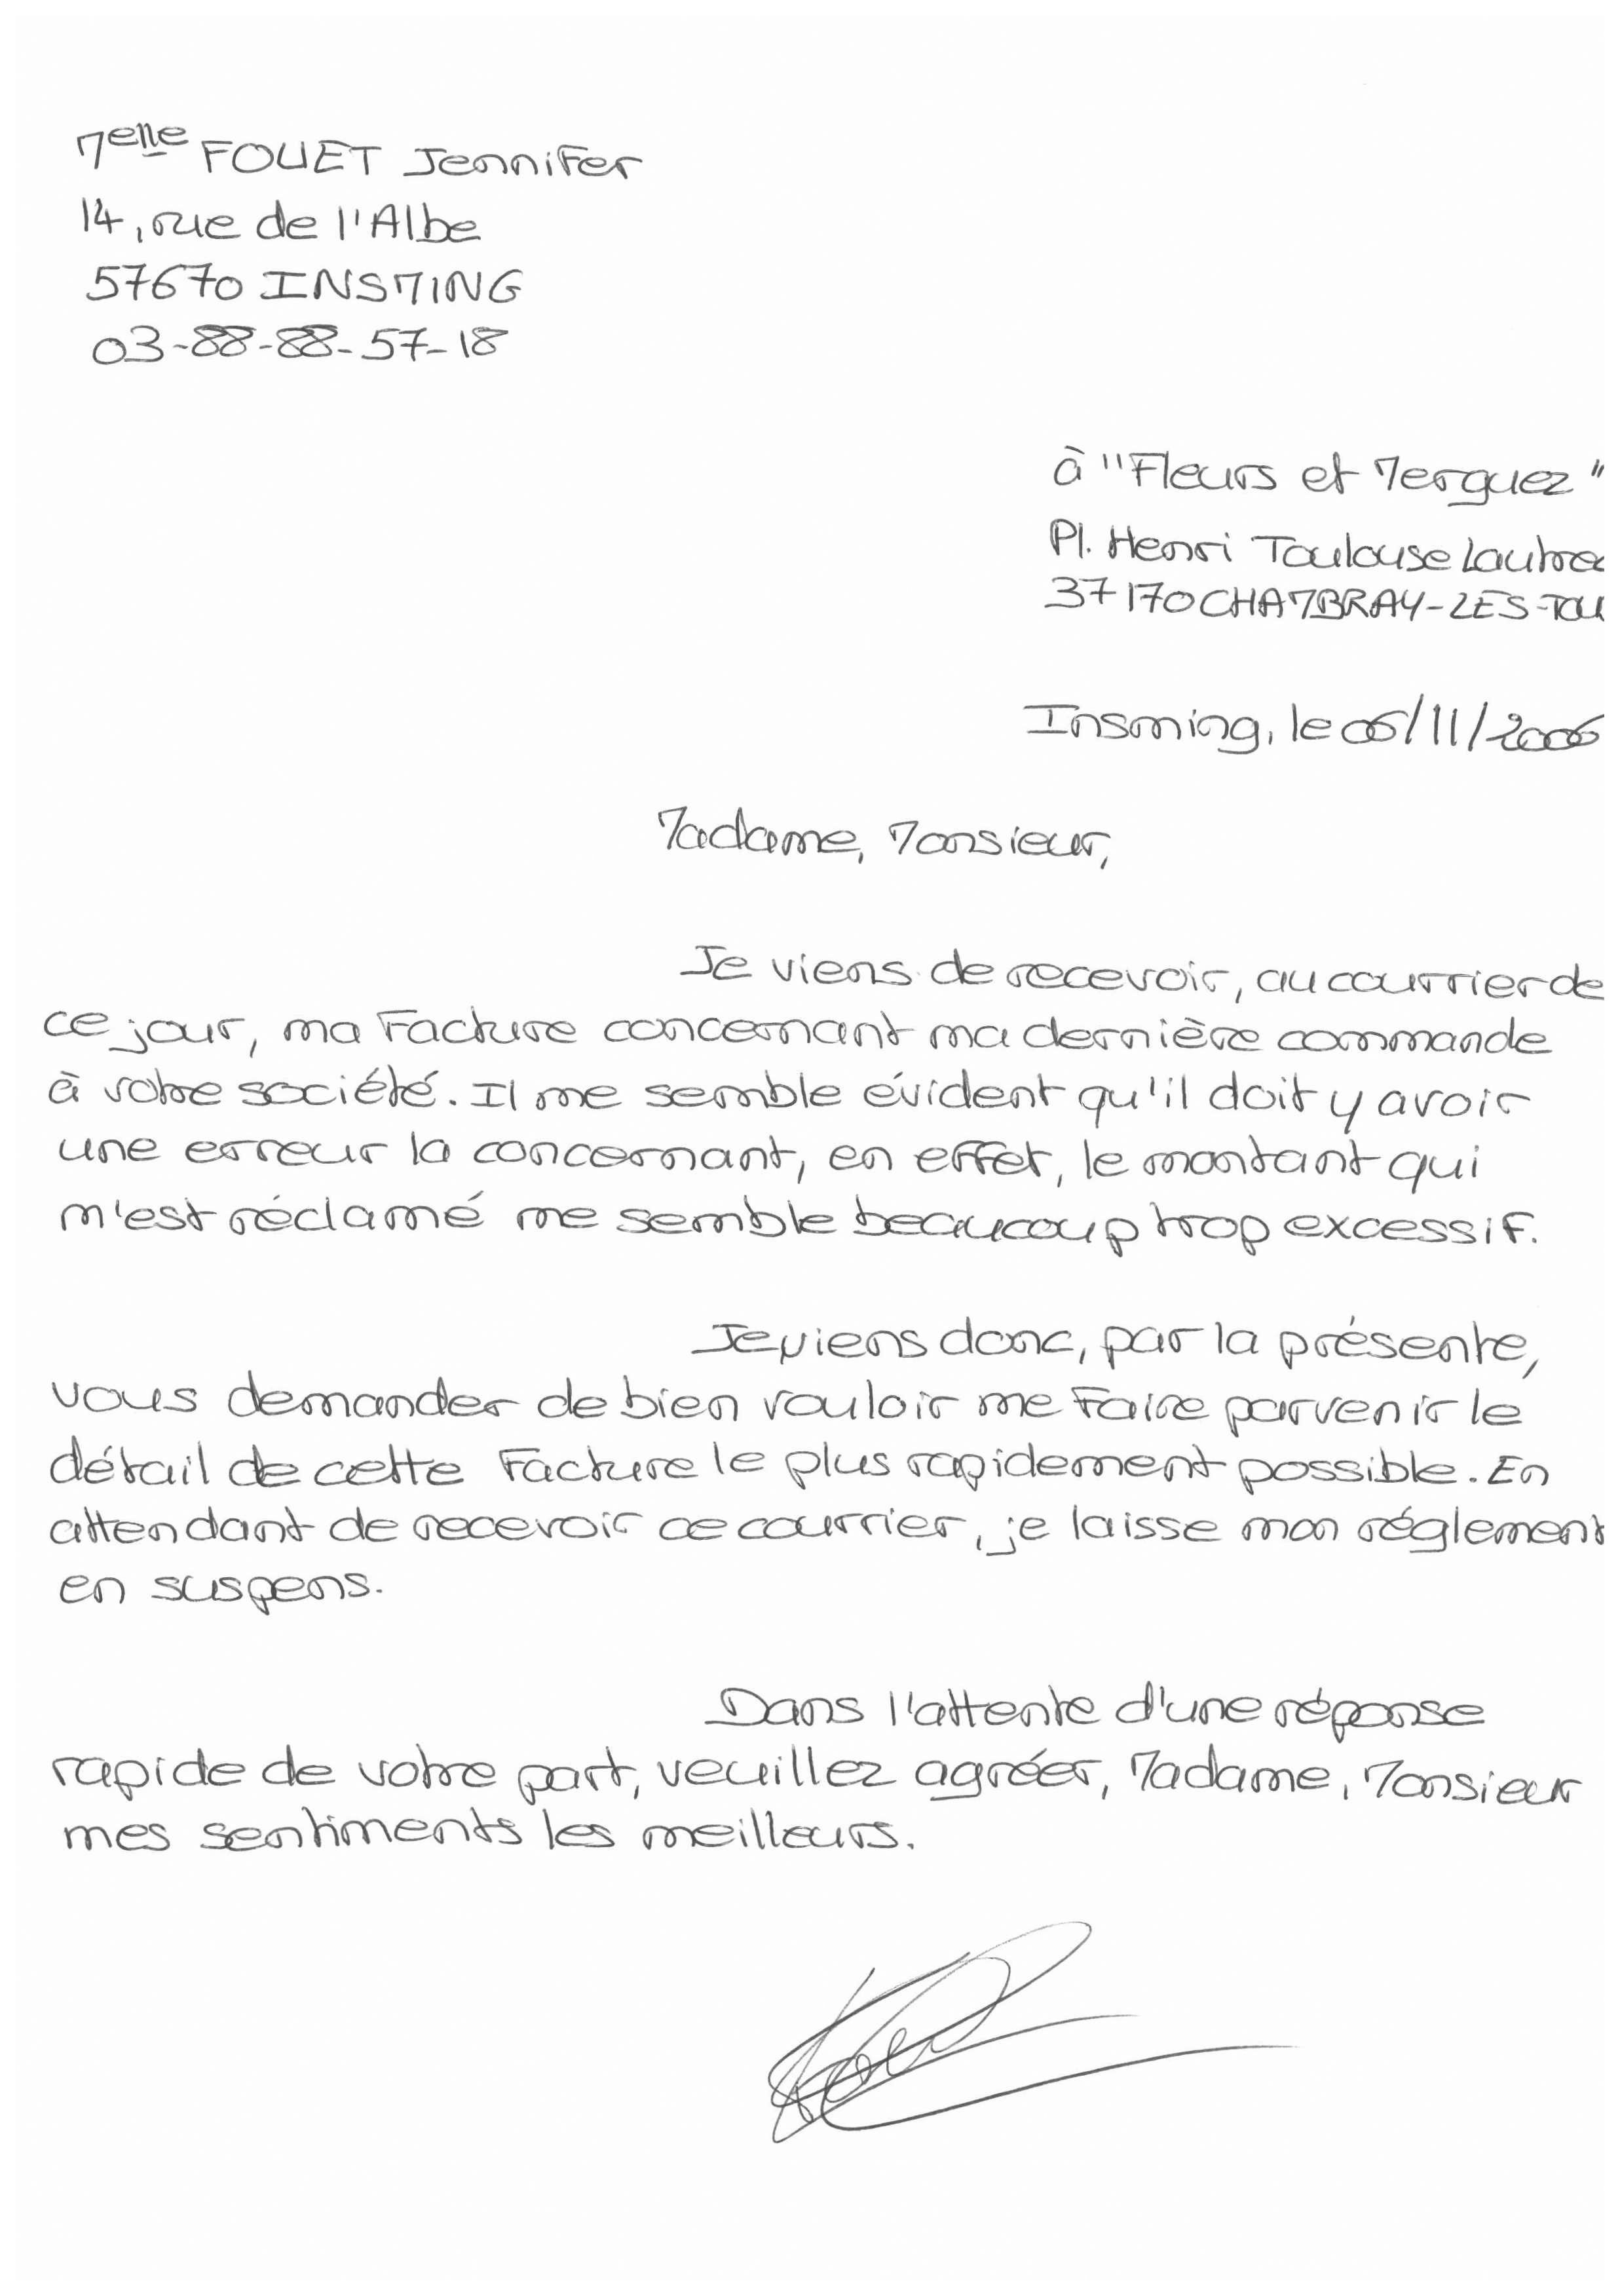 Melle FOUET Jennifer
14, rue de l'Albe
57670 INSMING
03-88-88-57-18
à "Fleurs et Merguez"
Pl. Henri Toulouse Lautrec
37170 CHAMBRAY-LES-TOU
Insming, le 06/11/2006
Madame, Monsieur,
Je viens de recevoir, au courrier de
ce jour, ma facture concernant ma dernière commande
à votre société. Il me semble évident qu'il doit y avoir
une erreur la concernant, en effet, le montant qui
m'est réclamé me semble beaucoup trop excessif.
Je viens donc, par la présente,
vous demander de bien vouloir me faire parvenir le
détail de cette facture le plus rapidement possible. En
attendant de recevoir ce courrier, je laisse mon réglement
en suspens.
Dans l'attente d'une réponse
rapide de votre part, veuillez agréer, Madame, Monsieur
mes sentiments les meilleurs.